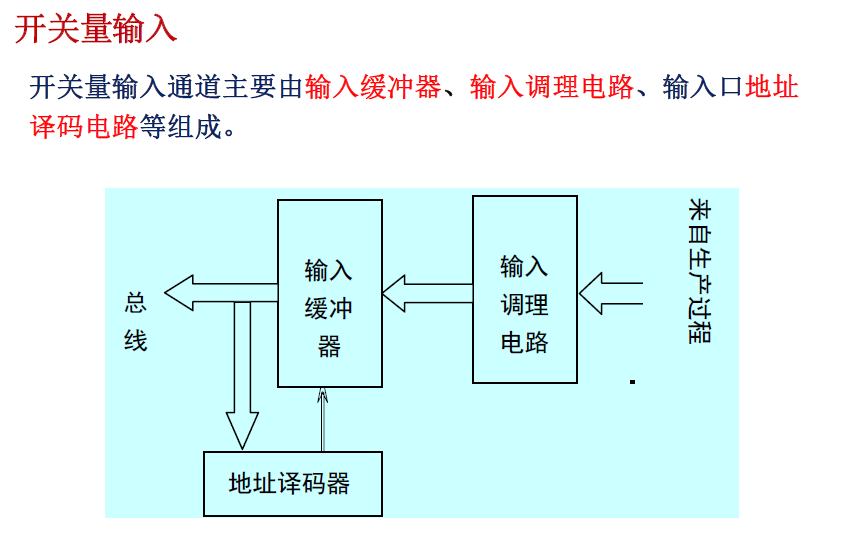 开关量输入
开关量输入通道主要由输入缓冲器、输入调理电路、输入口地址
译码电路等组成。
总
线
输入
缓冲
器
输入
调理
电路
来自生产过程
地址译码器